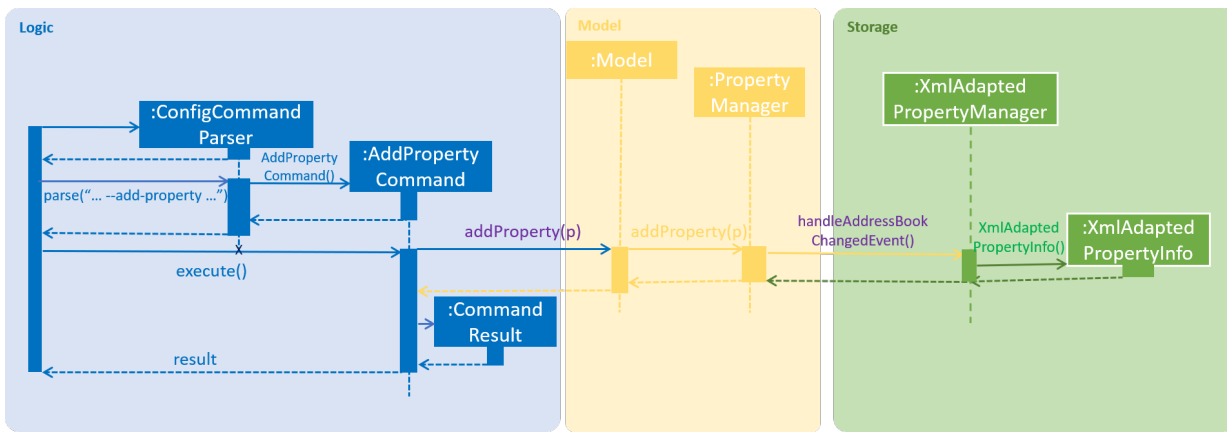 Logic
Model
Storage
:Model
:Property
Manager
:XmlAdapted
PropertyManager
:ConfigCommand
Parser
AddProperty
Command()
:AddProperty
Command
parse(“... --add-property ...”)
X
execute()
addProperty(p)
addProperty(p)
handleAddressBook
ChangedEvent()
XmlAdapted
PropertyInfo()
:XmlAdapted
PropertyInfo
:Command
Result
result